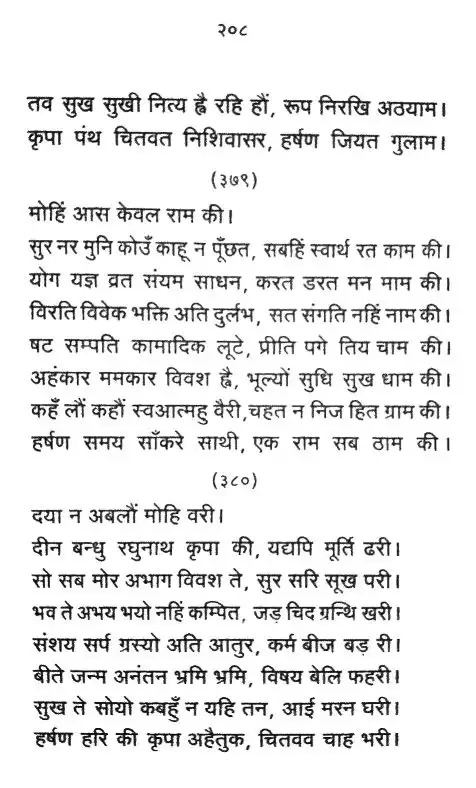 २०८
तव सुख सुखी नित्य ह्वै रहि हौं, रूप निरखि अठयाम।
कृपा पंथ चितवत निशिवासर, हर्षण जियत गुलाम।
(३७९)
मोहिं आस केवल राम की।
सुर नर मुनि कोउँ काहू न पूँछत, सबहिं स्वार्थ रत काम की।
योग यज्ञ व्रत संयम साधन, करत डरत मन माम की।
विरति विवेक भक्ति अति दुर्लभ, सत संगति नहिं नाम की।
षट सम्पति कामादिक लूटे, प्रीति पगे तिय चाम की।
अहंकार ममकार विवश ह्वै, भूल्यों सुधि सुख धाम की।
कहँ लौं कहौं स्वआत्महु वैरी,चहत न निज हित ग्राम की।
हर्षण समय साँकरे साथी, एक राम सब ठाम की।
(३८०)
दया न अबलौं मोहि वरी।
दीन बन्धु रघुनाथ कृपा की, यद्यपि मूर्ति ढरी।
सो सब मोर अभाग विवश ते, सुर सरि सूख परी।
भव ते अभय भयो नहिं कम्पित, जड़ चिद ग्रन्थि खरी।
संशय सर्प ग्रस्यो अति आतुर, कर्म बीज बड़ री।
बीते जन्म अनंतन भ्रमि भ्रमि, विषय बेलि फहरी।
सुख ते सोयो कबहुँ न यहि तन, आई मरन घरी।
हर्षण हरि की कृपा अहैतुक, चितवव चाह भरी।